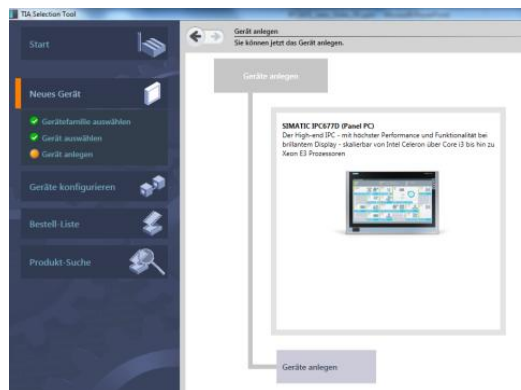 TIA Selection Tool
Start
Neues Gerät
Gerätefamilie auswählen
Gerät auswählen
Gerät anlegen
Geräte konfigurieren
Bestell-Liste
Produkt-Suche
Gerät anlegen
Sie können jetzt das Gerät anlegen.
Geräte anlegen
SIMATIC IPC677D (Panel PC)
Der High-end IPC - mit höchster Performance und Funktionalität bei
brillantem Display - skalierbar von Intel Celeron über Core i3 bis hin zu
Xeon E3 Prozessoren
Geräte anlegen